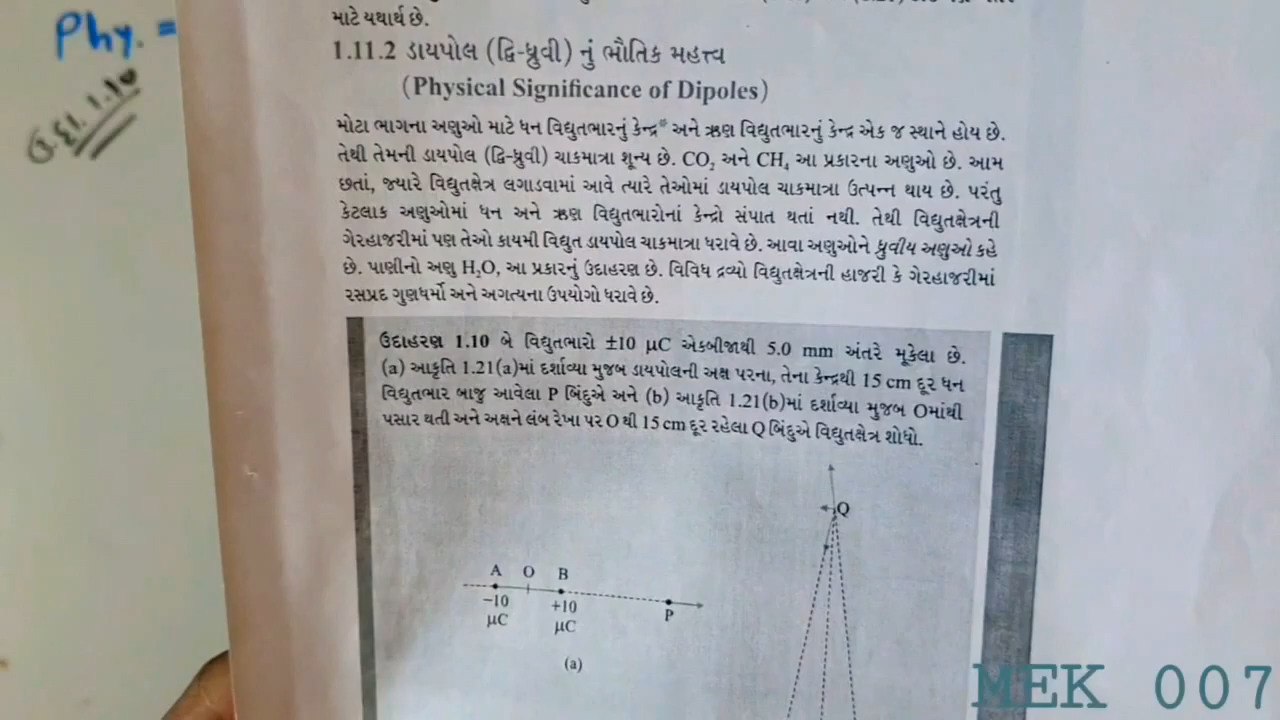 Phy. =
ઉદા. 1.10
માટે યથાર્થ છે.
1.11.2 ડાયપોલ (દ્વિ-ધ્રુવી) નું ભૌતિક મહત્ત્વ
(Physical Significance of Dipoles)
મોટા ભાગના અણુઓ માટે ધન વિદ્યુતભારનું કેન્દ્ર* અને ઋણ વિદ્યુતભારનું કેન્દ્ર એક જ સ્થાને હોય છે.
તેથી તેમની ડાયપોલ (દ્વિ-ધ્રુવી) ચાકમાત્રા શૂન્ય છે. CO₂ અને CH₄ આ પ્રકારના અણુઓ છે. આમ
છતાં, જ્યારે વિદ્યુતક્ષેત્ર લગાડવામાં આવે ત્યારે તેઓમાં ડાયપોલ ચાકમાત્રા ઉત્પન્ન થાય છે. પરંતુ
કેટલાક અણુઓમાં ધન અને ઋણ વિદ્યુતભારોનાં કેન્દ્રો સંપાત થતાં નથી. તેથી વિદ્યુતક્ષેત્રની
ગેરહાજરીમાં પણ તેઓ કાયમી વિદ્યુત ડાયપોલ ચાકમાત્રા ધરાવે છે. આવા અણુઓને ધ્રુવીય અણુઓ કહે
છે. પાણીનો અણુ H₂O, આ પ્રકારનું ઉદાહરણ છે. વિવિધ દ્રવ્યો વિદ્યુતક્ષેત્રની હાજરી કે ગેરહાજરીમાં
રસપ્રદ ગુણધર્મો અને અગત્યના ઉપયોગો ધરાવે છે.
ઉદાહરણ 1.10 બે વિદ્યુતભારો ±10 μC એકબીજાથી 5.0 mm અંતરે મૂકેલા છે.
(a) આકૃતિ 1.21(a)માં દર્શાવ્યા મુજબ ડાયપોલની અક્ષ પરના, તેના કેન્દ્રથી 15 cm દૂર ધન
વિદ્યુતભાર બાજુ આવેલા P બિંદુએ અને (b) આકૃતિ 1.21(b)માં દર્શાવ્યા મુજબ Oમાંથી
પસાર થતી અને અક્ષને લંબ રેખા પર O થી 15 cm દૂર રહેલા Q બિંદુએ વિદ્યુતક્ષેત્ર શોધો.
Q
A O B
−10 +10 P
μC μC
(a)
MEK 007